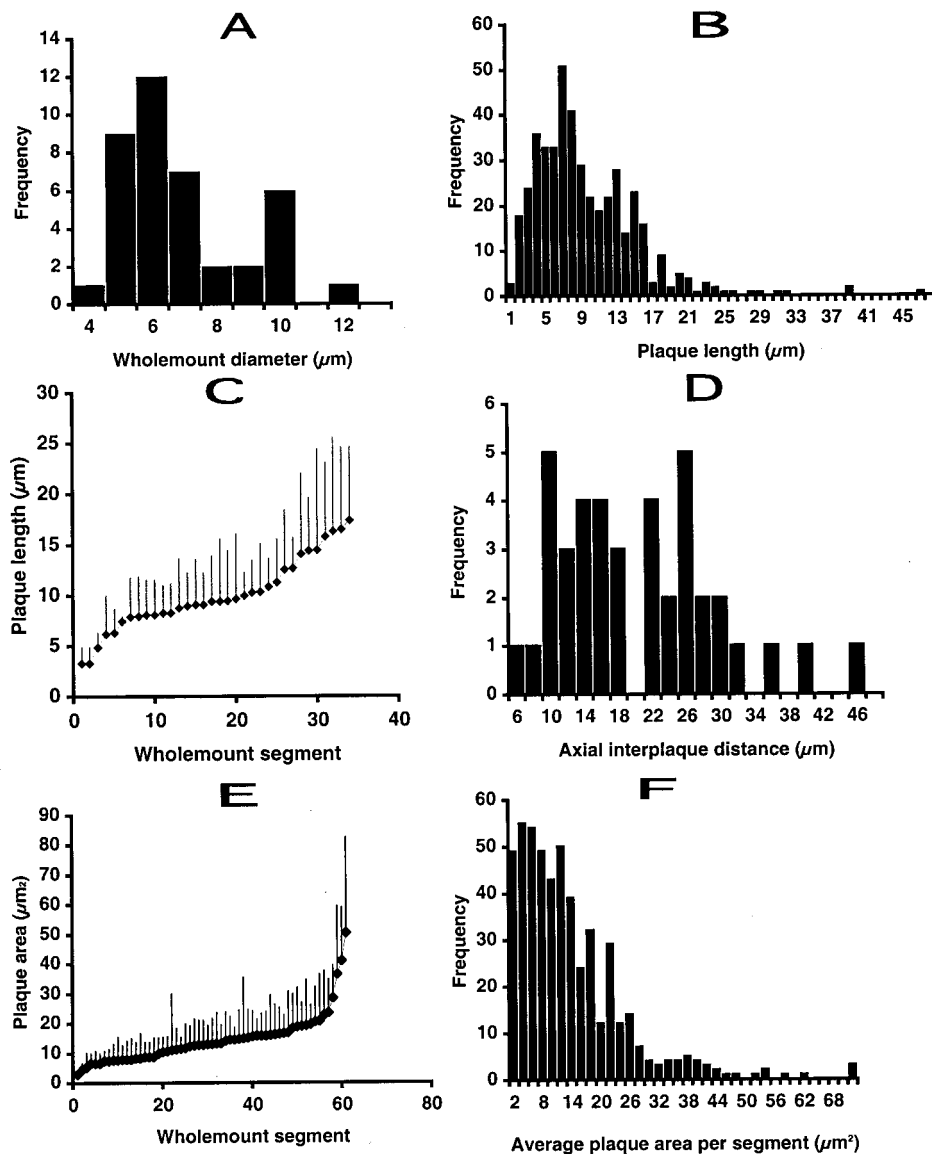 A
14
12
10
8
6
4
2
0
Frequency
4 6 8 10 12
Wholemount diameter (µm)
B
60
50
40
30
20
10
0
Frequency
1 5 9 13 17 21 25 29 33 37 41 45
Plaque length (µm)
C
30
25
20
15
10
5
0
Plaque length (µm)
0 10 20 30 40
Wholemount segment
D
6
5
4
3
2
1
0
Frequency
6 10 14 18 22 26 30 34 38 42 46
Axial interplaque distance (µm)
E
90
80
70
60
50
40
30
20
10
0
Plaque area (µm2)
0 20 40 60 80
Wholemount segment
F
60
50
40
30
20
10
0
Frequency
2 8 14 20 26 32 38 44 50 56 62 68
Average plaque area per segment (µm²)